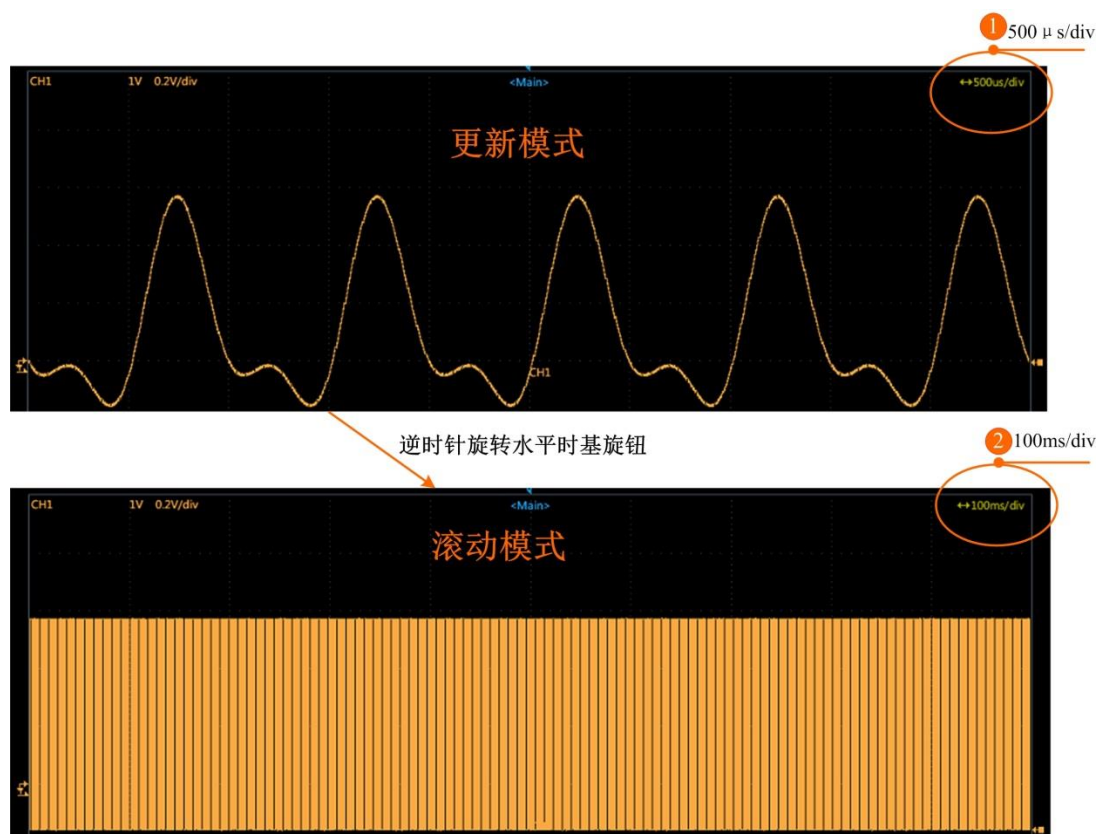 1 500 μs/div
CH1 1V 0.2V/div <Main> ↔500us/div
更新模式
CH1
逆时针旋转水平时基旋钮
2 100ms/div
CH1 1V 0.2V/div <Main> ↔100ms/div
滚动模式